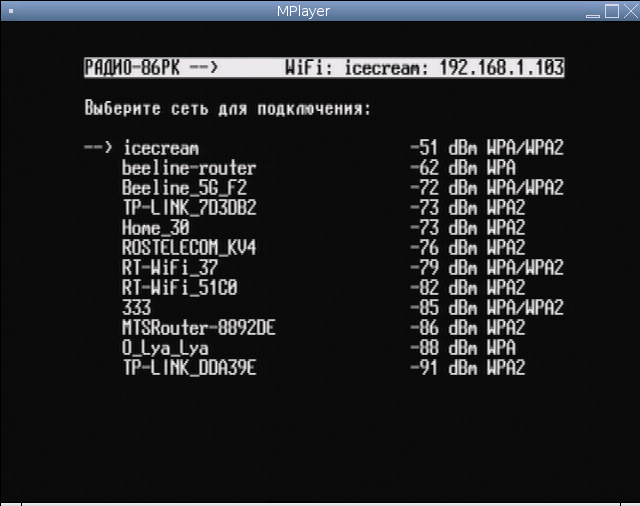 MPlayer
РАДИО-86РК --> WiFi: icecream: 192.168.1.103
Выберите сеть для подключения:
--> icecream -51 dBm WPA/WPA2
beeline-router -62 dBm WPA
Beeline_5G_F2 -72 dBm WPA/WPA2
TP-LINK_7D3DB2 -73 dBm WPA2
Home_30 -73 dBm WPA2
ROSTELECOM_KV4 -76 dBm WPA2
RT-WiFi_37 -79 dBm WPA/WPA2
RT-WiFi_51C0 -82 dBm WPA2
333 -85 dBm WPA/WPA2
MTSRouter-8892DE -86 dBm WPA2
O_Lya_Lya -88 dBm WPA
TP-LINK_DDA39E -91 dBm WPA2